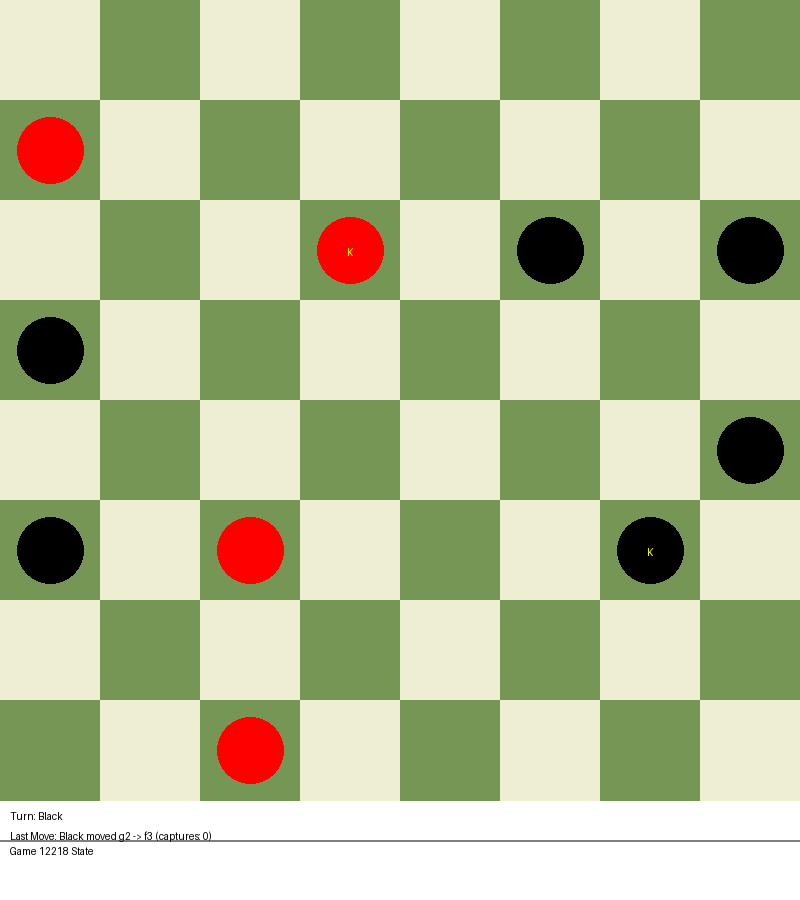 K
K
Turn: Black
Last Move: Black moved g2 -> f3 (captures: 0)
Game 12218 State